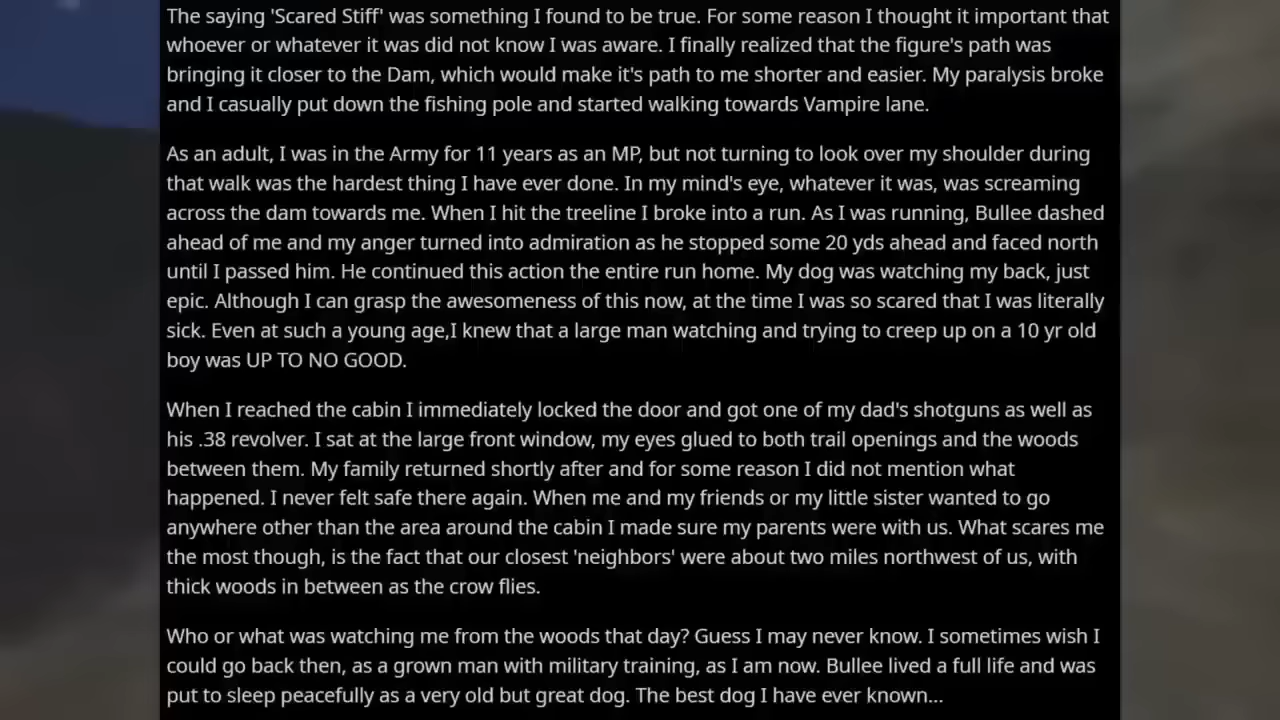 The saying 'Scared Stiff' was something I found to be true. For some reason I thought it important that
whoever or whatever it was did not know I was aware. I finally realized that the figure's path was
bringing it closer to the Dam, which would make it's path to me shorter and easier. My paralysis broke
and I casually put down the fishing pole and started walking towards Vampire lane.
As an adult, I was in the Army for 11 years as an MP, but not turning to look over my shoulder during
that walk was the hardest thing I have ever done. In my mind's eye, whatever it was, was screaming
across the dam towards me. When I hit the treeline I broke into a run. As I was running, Bullee dashed
ahead of me and my anger turned into admiration as he stopped some 20 yds ahead and faced north
until I passed him. He continued this action the entire run home. My dog was watching my back, just
epic. Although I can grasp the awesomeness of this now, at the time I was so scared that I was literally
sick. Even at such a young age,I knew that a large man watching and trying to creep up on a 10 yr old
boy was UP TO NO GOOD.
When I reached the cabin I immediately locked the door and got one of my dad's shotguns as well as
his .38 revolver. I sat at the large front window, my eyes glued to both trail openings and the woods
between them. My family returned shortly after and for some reason I did not mention what
happened. I never felt safe there again. When me and my friends or my little sister wanted to go
anywhere other than the area around the cabin I made sure my parents were with us. What scares me
the most though, is the fact that our closest 'neighbors' were about two miles northwest of us, with
thick woods in between as the crow flies.
Who or what was watching me from the woods that day? Guess I may never know. I sometimes wish I
could go back then, as a grown man with military training, as I am now. Bullee lived a full life and was
put to sleep peacefully as a very old but great dog. The best dog I have ever known...